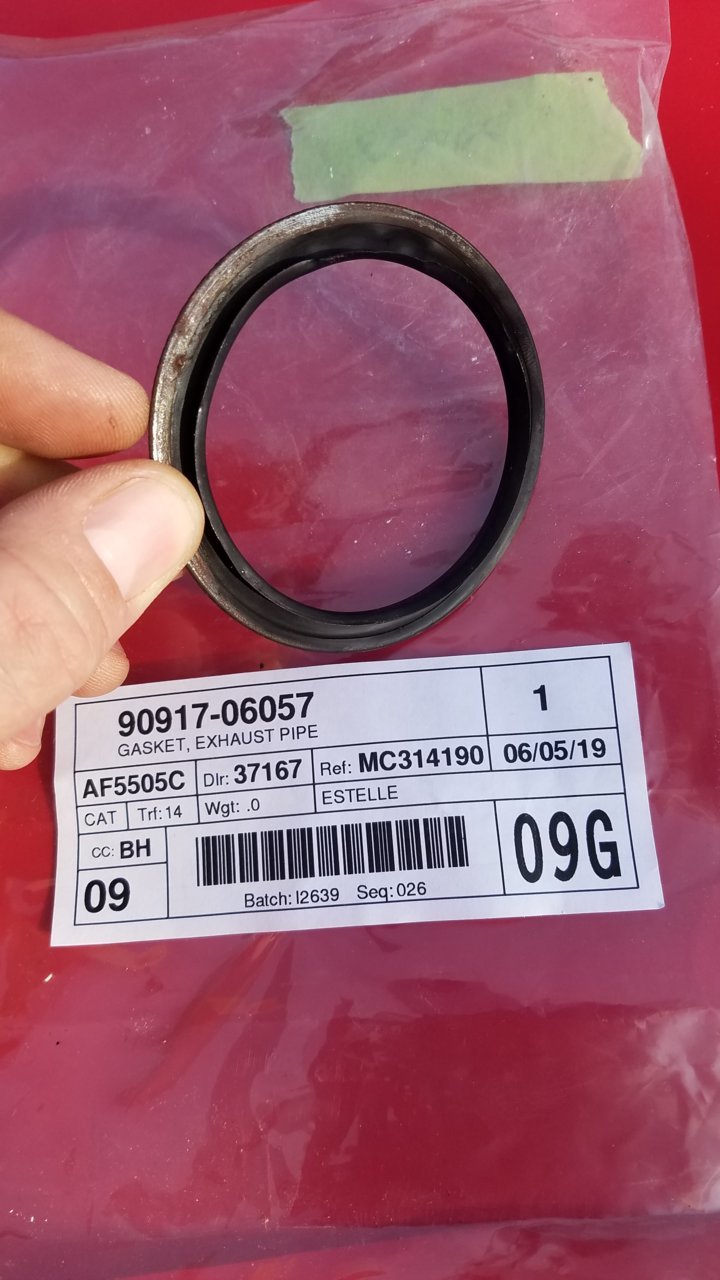 90917-06057
GASKET, EXHAUST PIPE
1
AF5505C
Dlr: 37167
Ref: MC314190
06/05/19
CAT
Trf: 14
Wgt: .0
ESTELLE
CC: BH
09
Batch: I2639 Seq: 026
09G